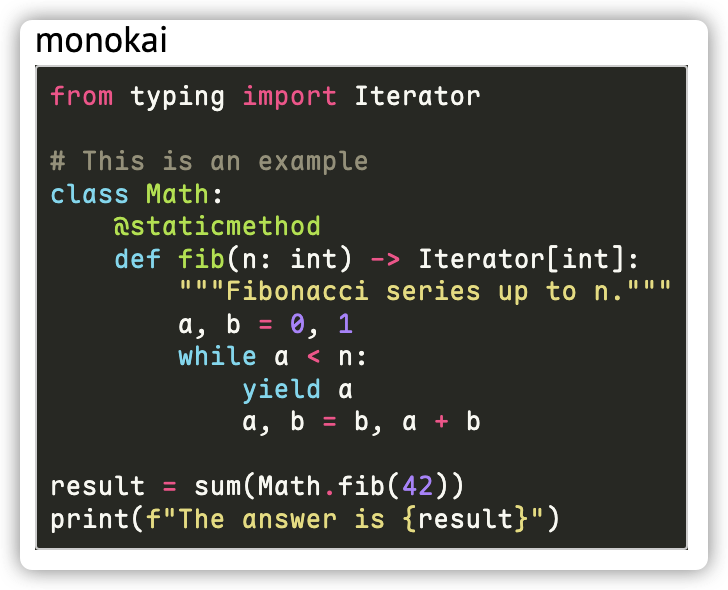 monokai
from typing import Iterator

# This is an example
class Math:
    @staticmethod
    def fib(n: int) -> Iterator[int]:
        """Fibonacci series up to n."""
        a, b = 0, 1
        while a < n:
            yield a
            a, b = b, a + b

result = sum(Math.fib(42))
print(f"The answer is {result}")